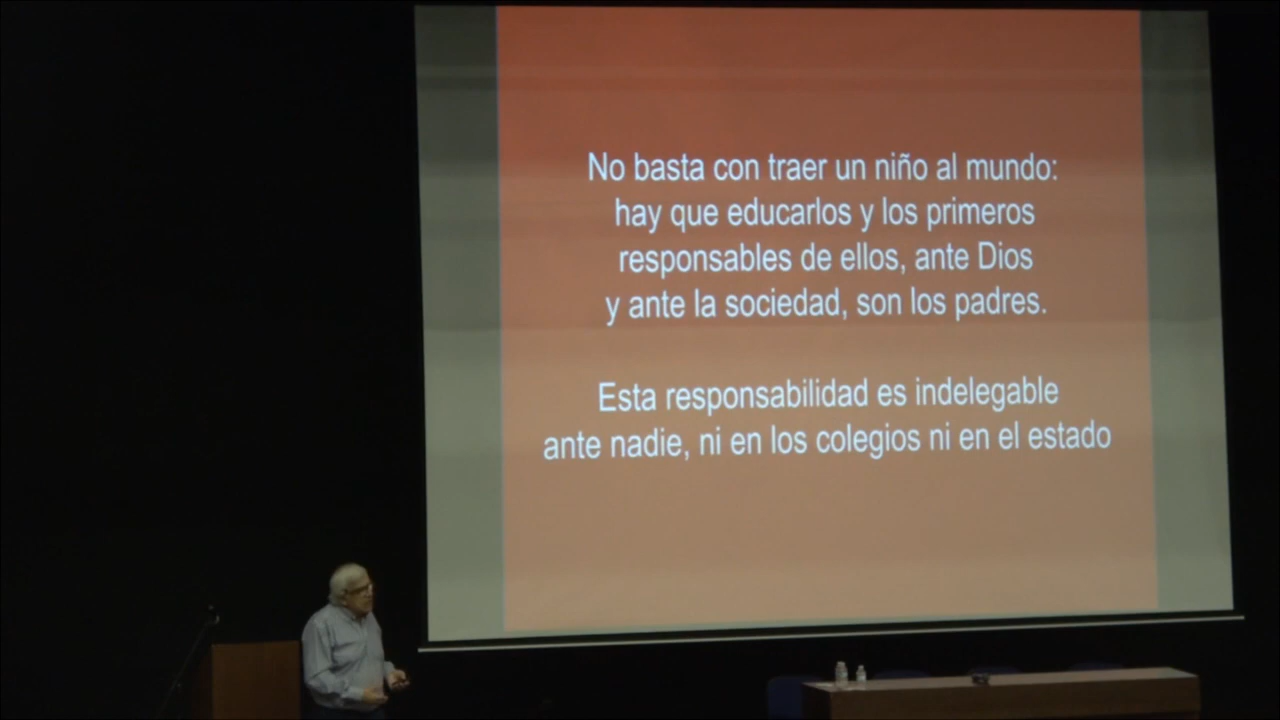 No basta con traer un niño al mundo:
hay que educarlos y los primeros
responsables de ellos, ante Dios
y ante la sociedad, son los padres.
Esta responsabilidad es indelegable
ante nadie, ni en los colegios ni en el estado